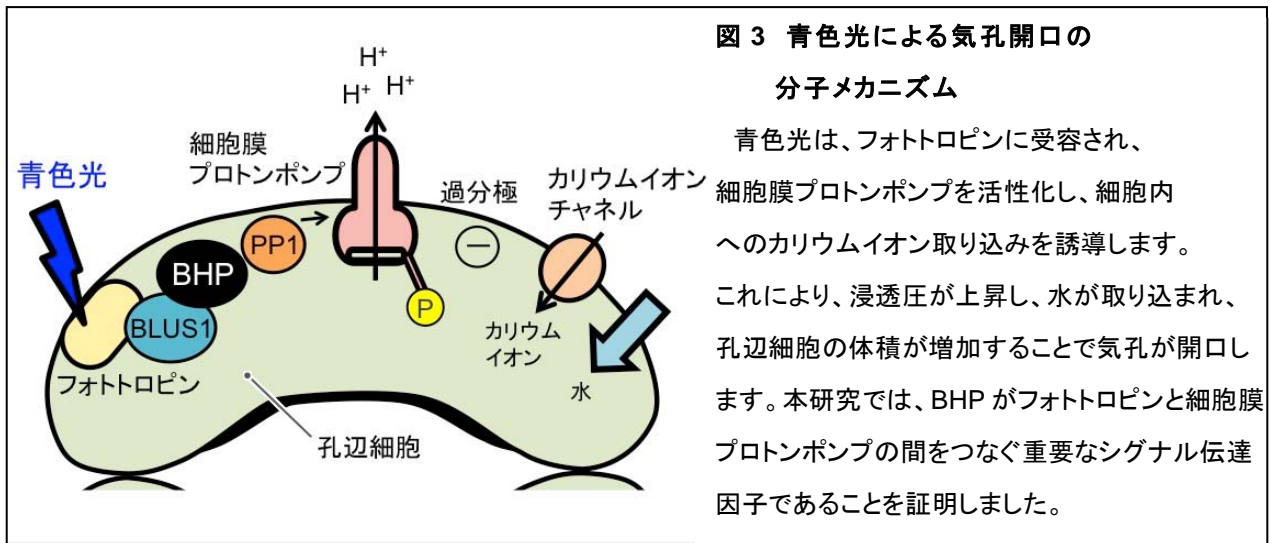 H⁺
H⁺ H⁺
細胞膜
プロトンポンプ
青色光
過分極
カリウムイオン
チャネル
PP1
BHP
BLUS1
－
P
フォトトロピン
カリウム
イオン
水
孔辺細胞
図 3 青色光による気孔開口の
分子メカニズム
青色光は、フォトトロピンに受容され、
細胞膜プロトンポンプを活性化し、細胞内
へのカリウムイオン取り込みを誘導します。
これにより、浸透圧が上昇し、水が取り込まれ、
孔辺細胞の体積が増加することで気孔が開口し
ます。本研究では、BHP がフォトトロピンと細胞膜
プロトンポンプの間をつなぐ重要なシグナル伝達
因子であることを証明しました。